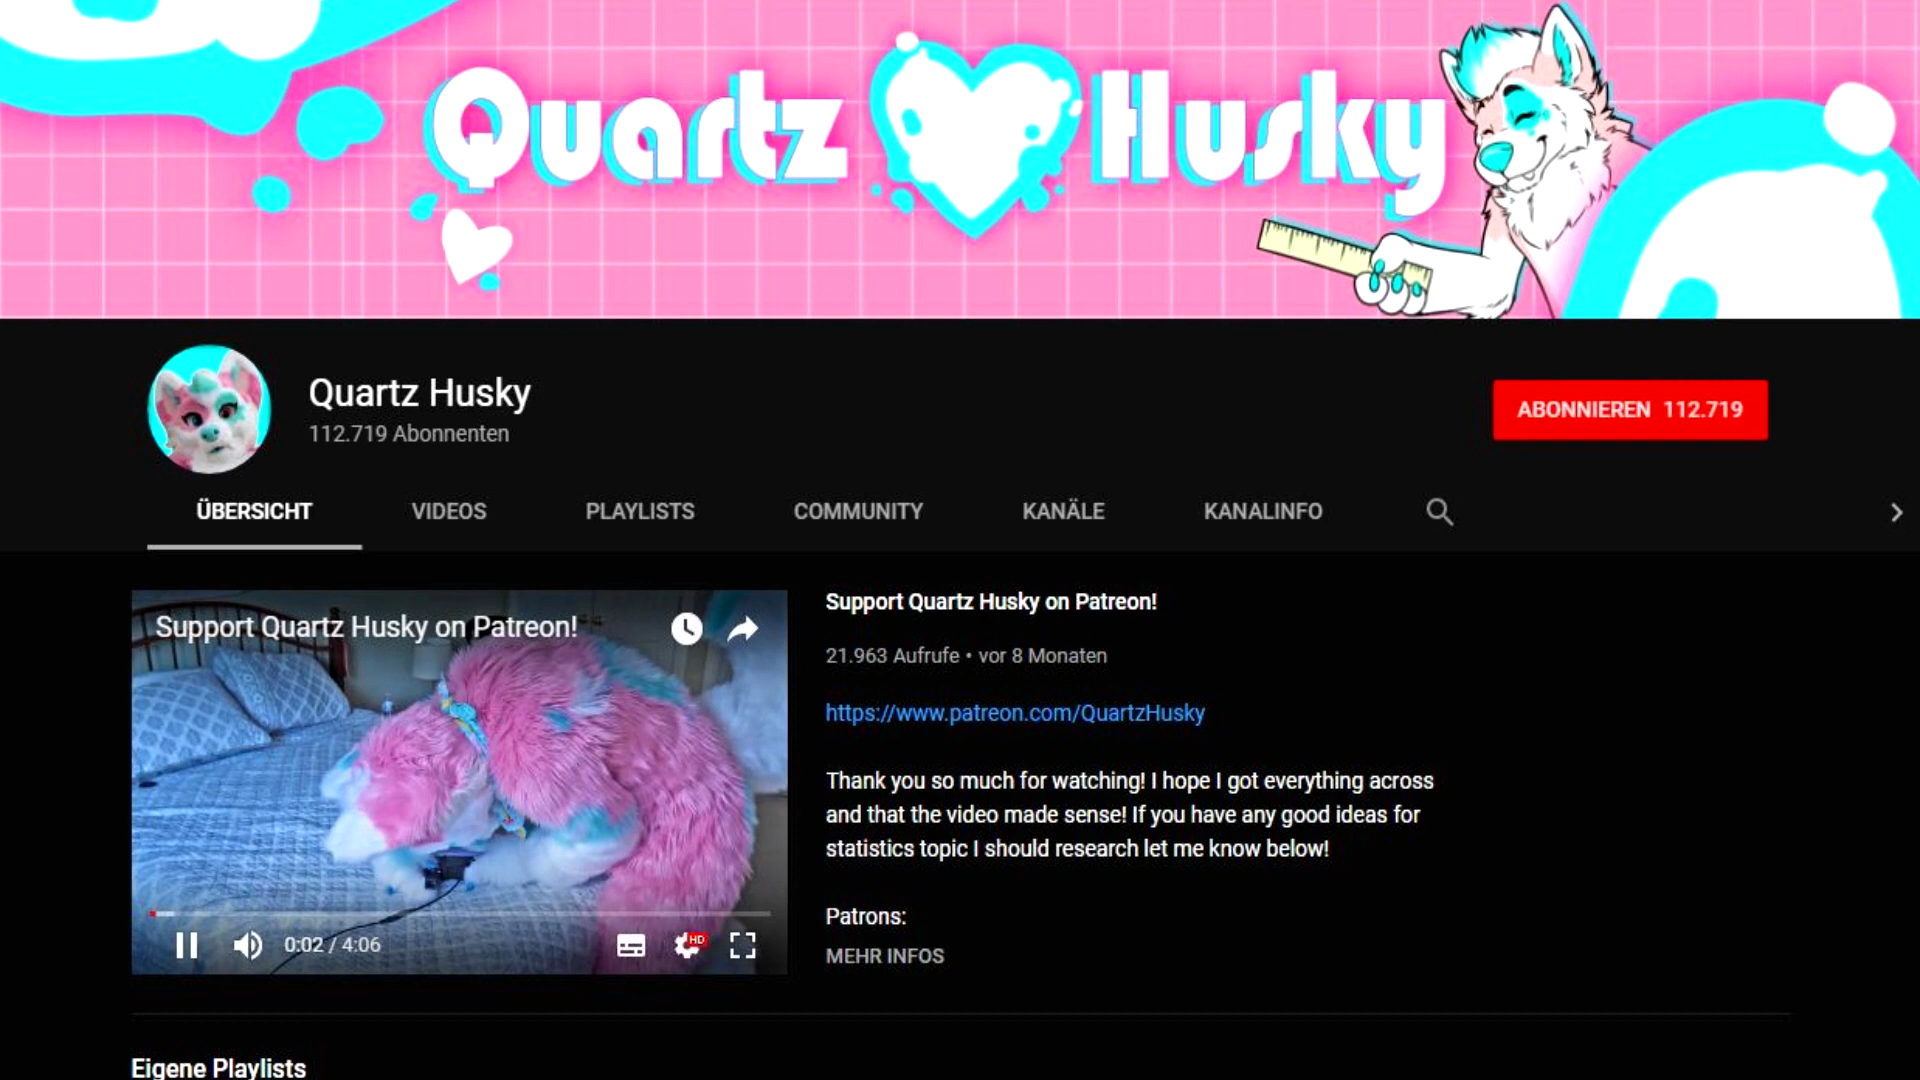 Quartz Husky
Quartz Husky
112.719 Abonnenten
ABONNIEREN 112.719
ÜBERSICHT
VIDEOS
PLAYLISTS
COMMUNITY
KANÄLE
KANALINFO
Support Quartz Husky on Patreon!
0:02 / 4:06
HD
Support Quartz Husky on Patreon!
21.963 Aufrufe • vor 8 Monaten
https://www.patreon.com/QuartzHusky
Thank you so much for watching! I hope I got everything across
and that the video made sense! If you have any good ideas for
statistics topic I should research let me know below!
Patrons:
MEHR INFOS
Eigene Playlists